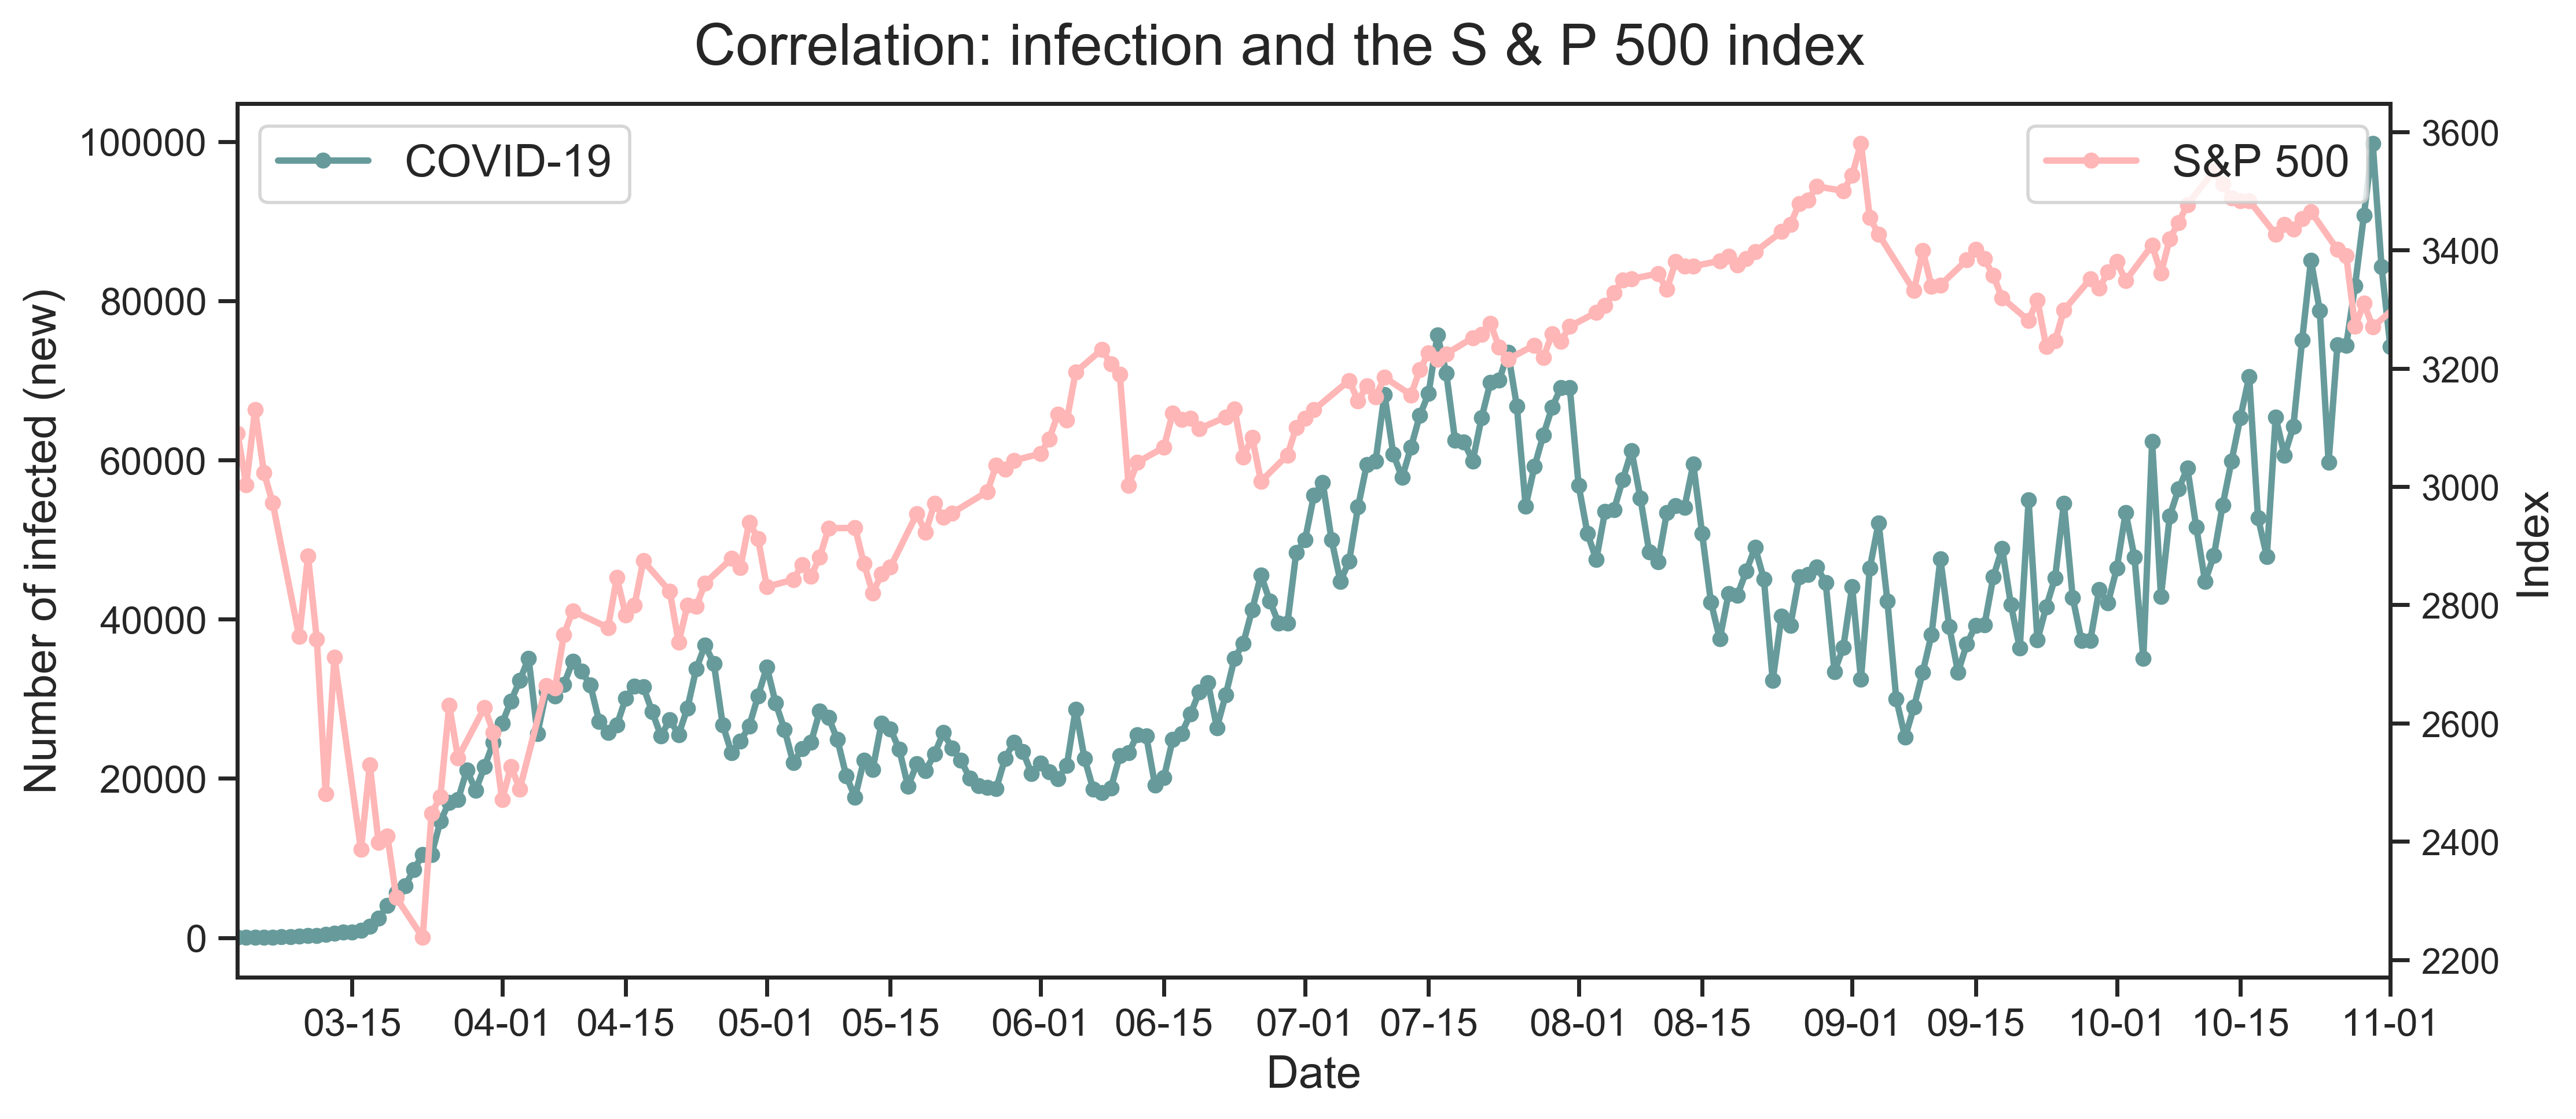 Correlation: infection and the S & P 500 index
COVID-19
S&P 500
Number of infected (new)
100000
80000
60000
40000
20000
0
3600
3400
3200
3000
2800
2600
2400
2200
Index
03-15 04-01 04-15 05-01 05-15 06-01 06-15 07-01 07-15 08-01 08-15 09-01 09-15 10-01 10-15 11-01
Date